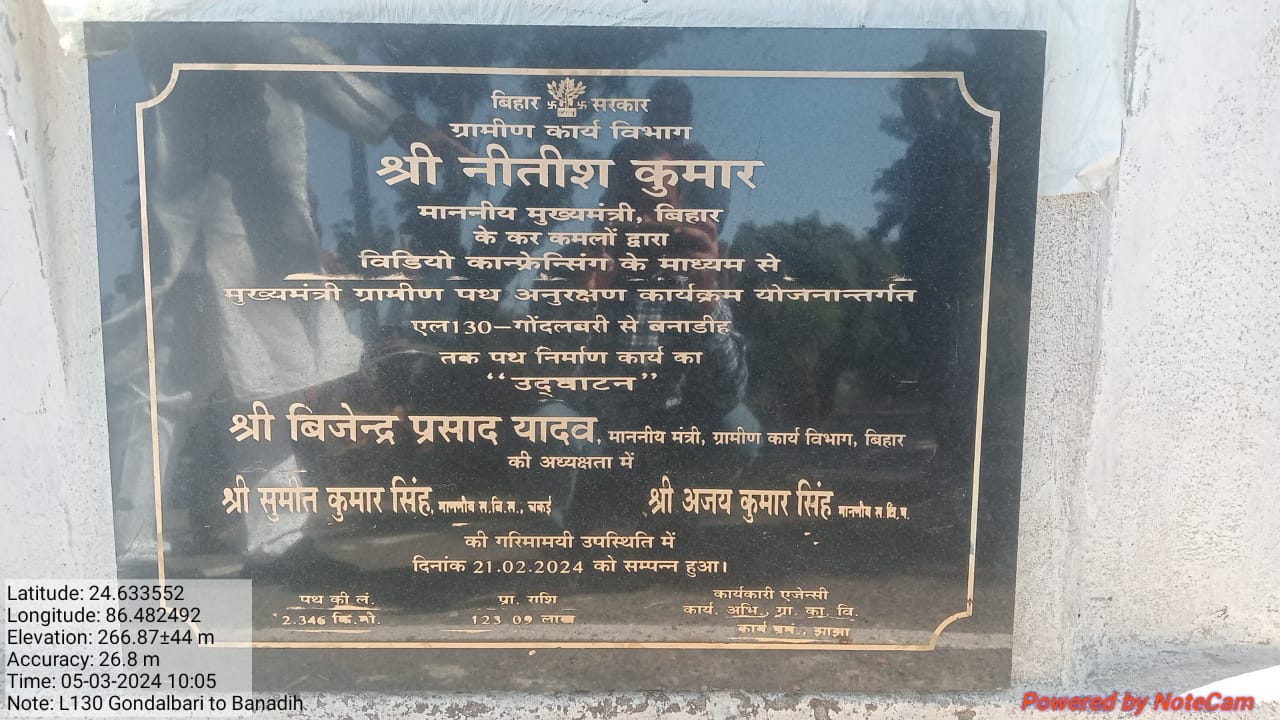 बिहार सरकार
ग्रामीण कार्य विभाग
श्री नीतीश कुमार
माननीय मुख्यमंत्री, बिहार
के कर कमलों द्वारा
विडियो कान्फ्रेन्सिंग के माध्यम से
मुख्यमंत्री ग्रामीण पथ अनुरक्षण कार्यक्रम योजनान्तर्गत
एल130–गोंदलबरी से बनाडीह
तक पथ निर्माण कार्य का
“उद्घाटन”
श्री बिजेन्द्र प्रसाद यादव, माननीय मंत्री, ग्रामीण कार्य विभाग, बिहार
की अध्यक्षता में
श्री सुमीत कुमार सिंह, माननीय स.वि.स., चकई श्री अजय कुमार सिंह माननीय स.वि.प.
की गरिमामयी उपस्थिति में
दिनांक 21.02.2024 को सम्पन्न हुआ।
पथ की लं. प्रा. राशि कार्यकारी एजेन्सी
2.346 कि.मी. 123 09 लाख कार्य. अभि., ग्रा. का. वि.
कार्य प्रमं., झाझा
Latitude: 24.633552
Longitude: 86.482492
Elevation: 266.87±44 m
Accuracy: 26.8 m
Time: 05-03-2024 10:05
Note: L130 Gondalbari to Banadih
Powered by NoteCam